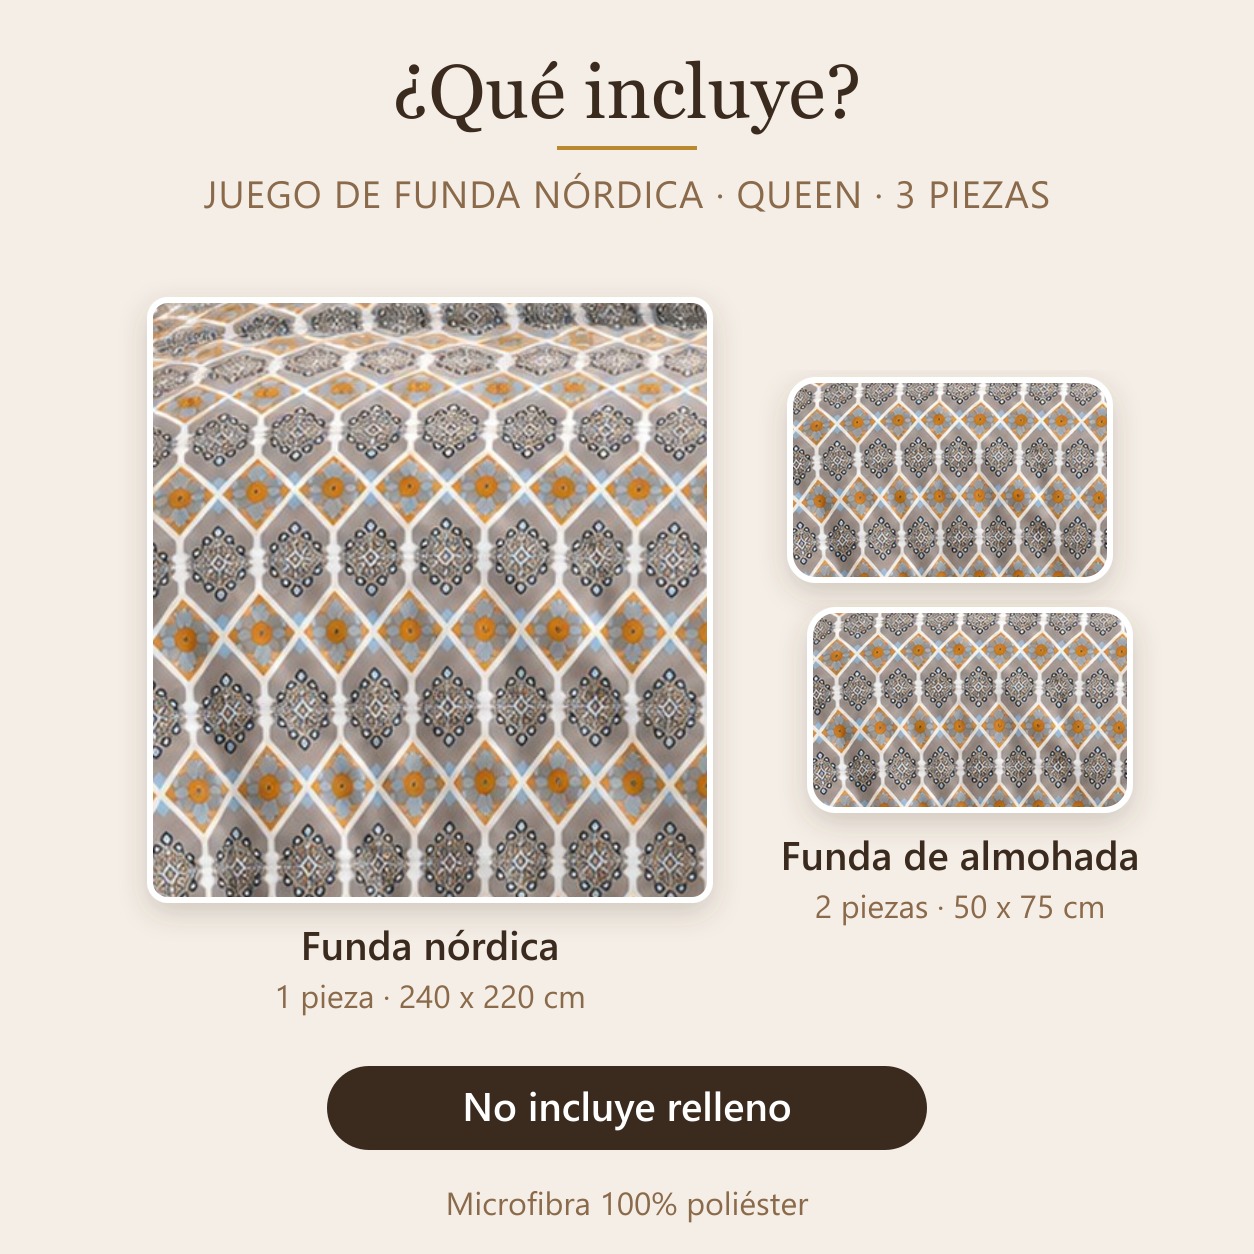 ¿Qué incluye?
JUEGO DE FUNDA NÓRDICA · QUEEN · 3 PIEZAS
Funda de almohada
2 piezas · 50 x 75 cm
Funda nórdica
1 pieza · 240 x 220 cm
No incluye relleno
Microfibra 100% poliéster